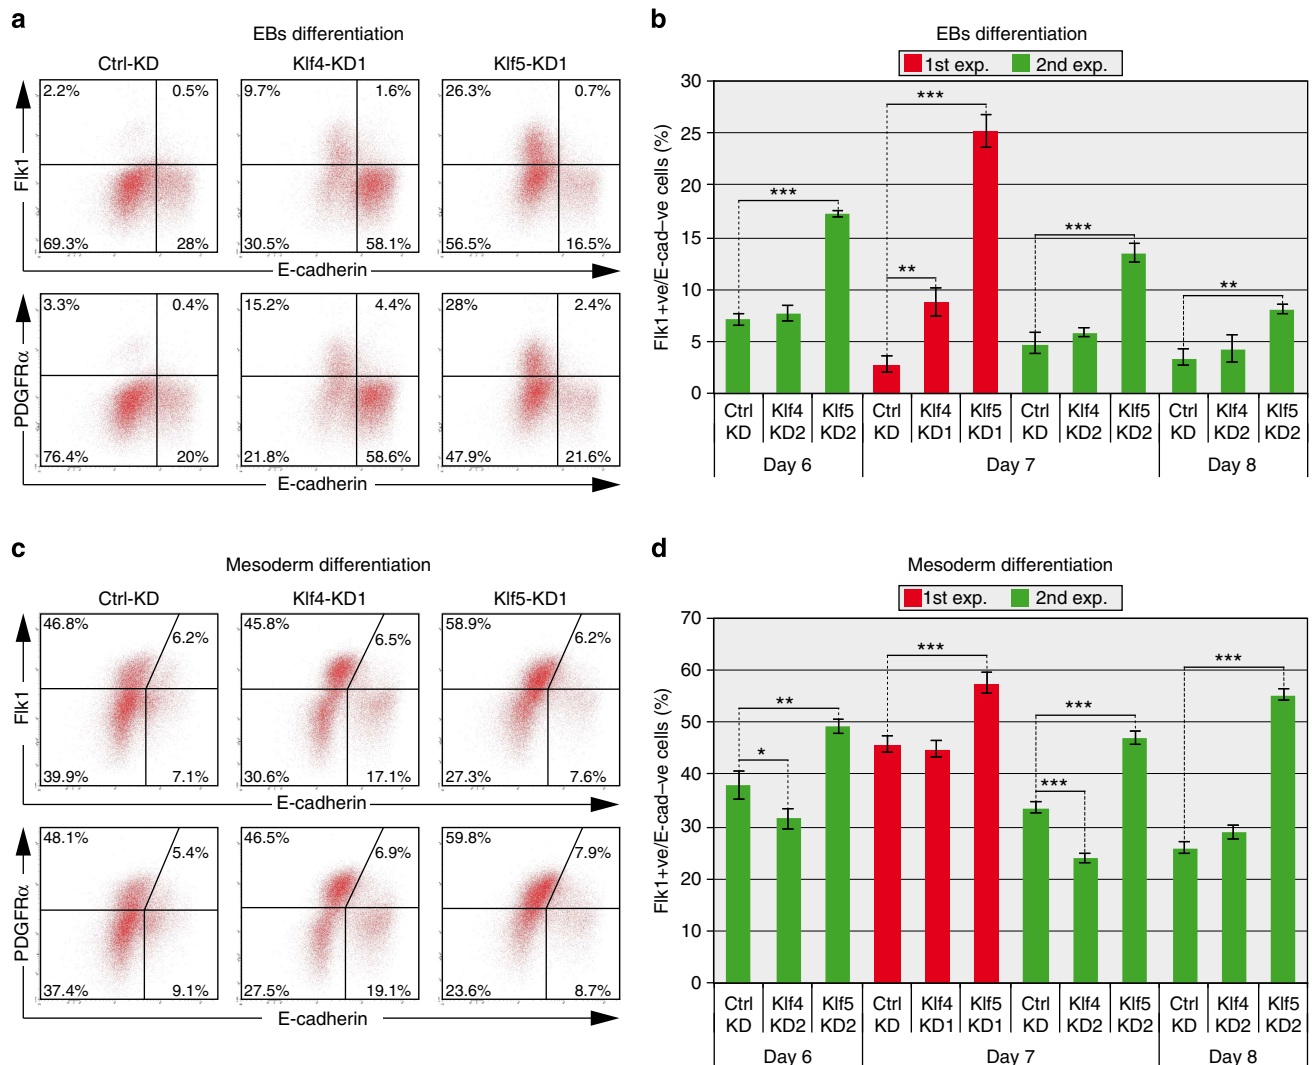 a
EBs differentiation
Ctrl-KD
Klf4-KD1
Klf5-KD1
2.2%
0.5%
9.7%
1.6%
26.3%
0.7%
Flk1
69.3%
28%
30.5%
58.1%
56.5%
16.5%
E-cadherin
3.3%
0.4%
15.2%
4.4%
28%
2.4%
PDGFRα
76.4%
20%
21.8%
58.6%
47.9%
21.6%
E-cadherin
b
EBs differentiation
1st exp.
2nd exp.
Flk1+ve/E-cad–ve cells (%)
30
25
20
15
10
5
0
***
***
**
***
**
Ctrl KD
Klf4 KD2
Klf5 KD2
Ctrl KD
Klf4 KD1
Klf5 KD1
Ctrl KD
Klf4 KD2
Klf5 KD2
Ctrl KD
Klf4 KD2
Klf5 KD2
Day 6
Day 7
Day 8
c
Mesoderm differentiation
Ctrl-KD
Klf4-KD1
Klf5-KD1
46.8%
6.2%
45.8%
6.5%
58.9%
6.2%
Flk1
39.9%
7.1%
30.6%
17.1%
27.3%
7.6%
E-cadherin
48.1%
5.4%
46.5%
6.9%
59.8%
7.9%
PDGFRα
37.4%
9.1%
27.5%
19.1%
23.6%
8.7%
E-cadherin
d
Mesoderm differentiation
1st exp.
2nd exp.
Flk1+ve/E-cad–ve cells (%)
70
60
50
40
30
20
10
0
**
*
***
***
***
***
Ctrl KD
Klf4 KD2
Klf5 KD2
Ctrl KD
Klf4 KD1
Klf5 KD1
Ctrl KD
Klf4 KD2
Klf5 KD2
Ctrl KD
Klf4 KD2
Klf5 KD2
Day 6
Day 7
Day 8